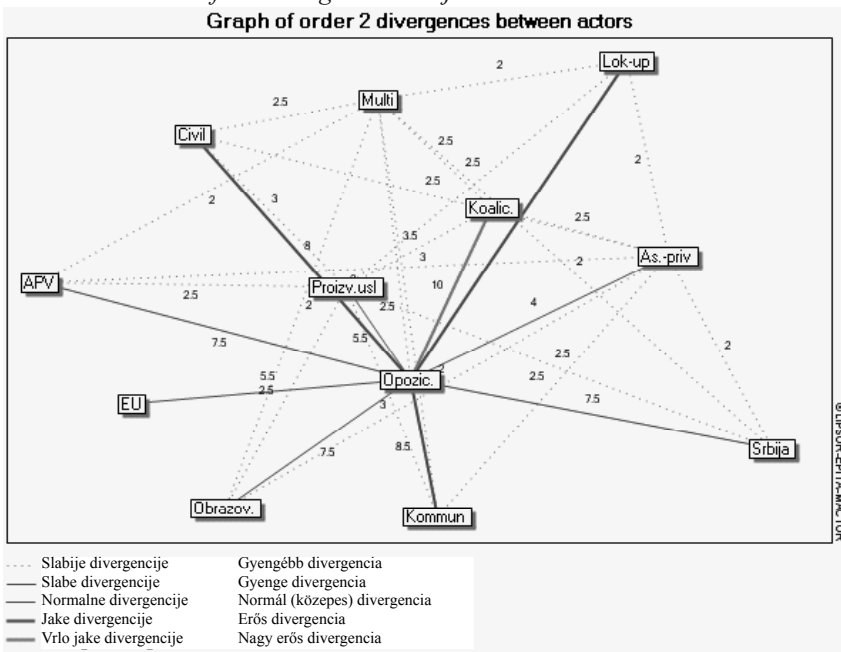 Graph of order 2 divergences between actors
Lok-up
2
Multi
2.5
Civil
2.5
2.5
2
2.5
2
3
Koalic.
2.5
3.5
8
3
2
As.-priv
APV
Proizv.usl
10
2.5
2
2.5
4
7.5
5.5
2
2.5
2
5.5
2.5
Opozic.
2.5
EU
3
7.5
7.5
8.5
Srbija
Obrazov.
Kommun
©LIPSOR-EPITA-MACTOR
Slabije divergencije Gyengébb divergencia
Slabe divergencije Gyenge divergencia
Normalne divergencije Normál (közepes) divergencia
Jake divergencije Erős divergencia
Vrlo jake divergencije Nagy erős divergencia